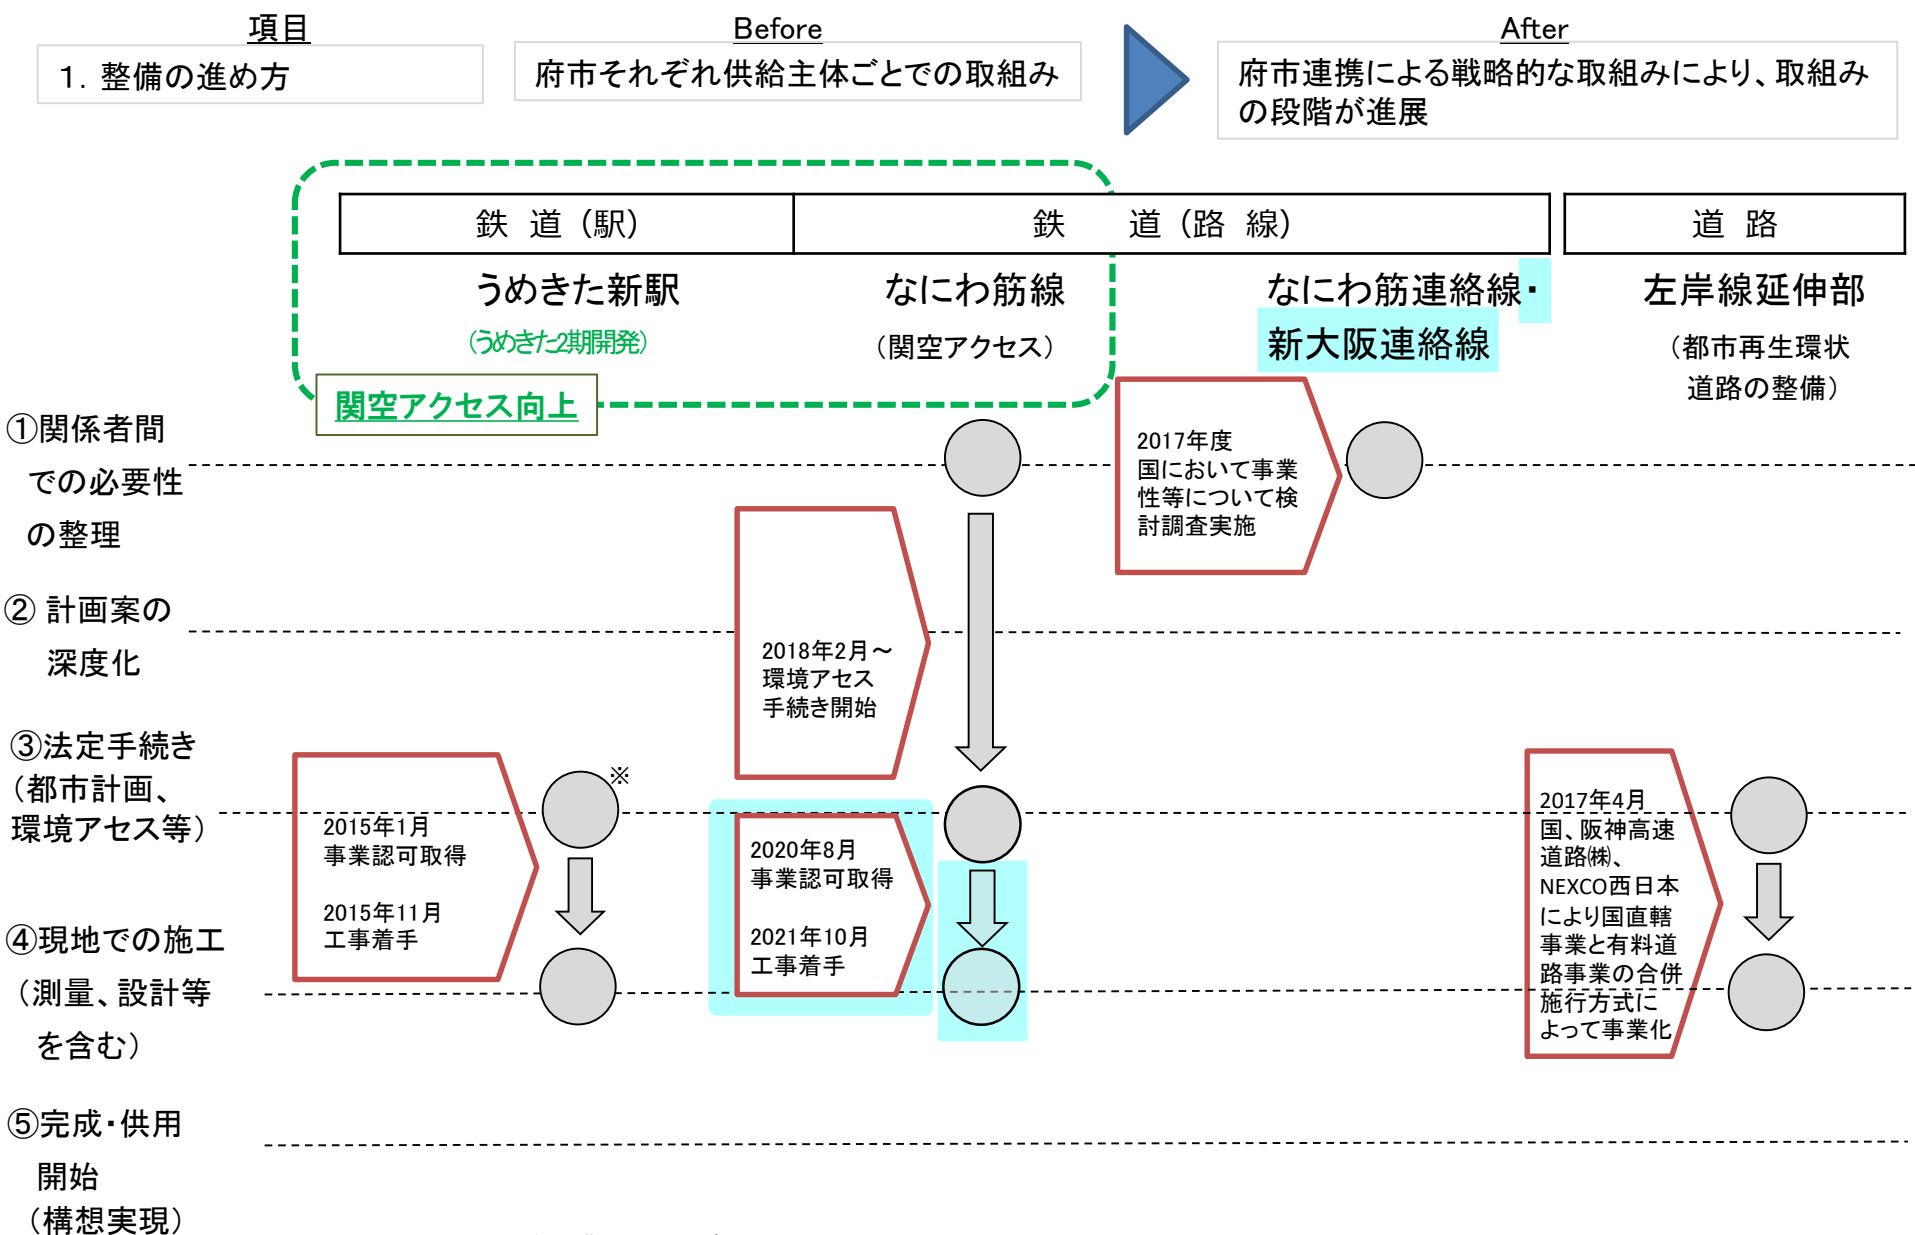 項目
Before
After
１．整備の進め方
府市それぞれ供給主体ごとでの取組み
府市連携による戦略的な取組みにより、取組み
の段階が進展
鉄 道（駅）
鉄 道（路 線）
道 路
うめきた新駅
（うめきた2期開発）
なにわ筋線
（関空アクセス）
なにわ筋連絡線・
新大阪連絡線
左岸線延伸部
（都市再生環状
道路の整備）
関空アクセス向上
①関係者間
での必要性
の整理
2017年度
国において事業
性等について検
討調査実施
② 計画案の
深度化
2018年2月～
環境アセス
手続き開始
③法定手続き
（都市計画、
環境アセス等）
※
2015年1月
事業認可取得
2015年11月
工事着手
2020年8月
事業認可取得
2021年10月
工事着手
2017年4月
国、阪神高速
道路㈱、
NEXCO西日本
により国直轄
事業と有料道
路事業の合併
施行方式に
よって事業化
④現地での施工
（測量、設計等
を含む）
⑤完成・供用
開始
（構想実現）